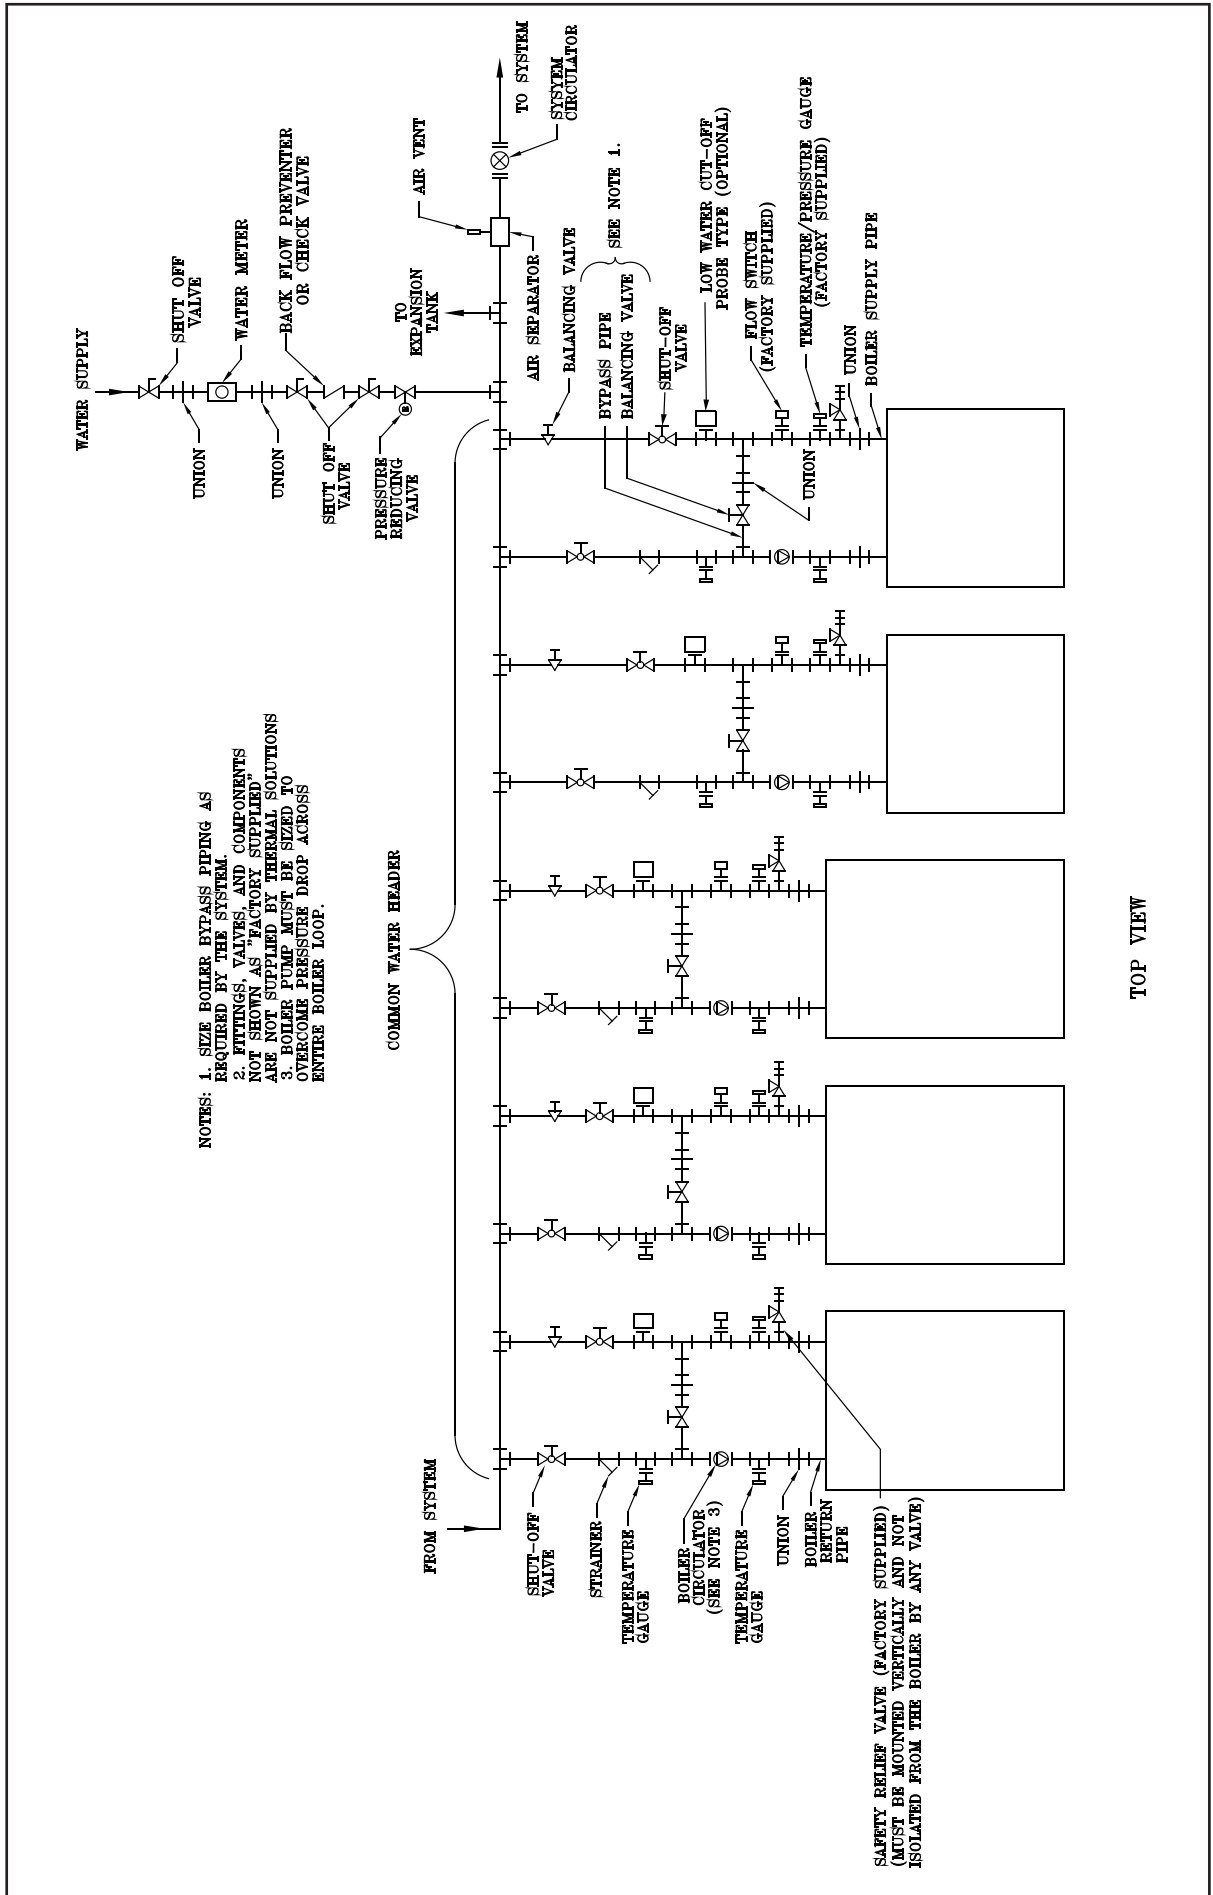 WATER SUPPLY
SHUT OFF
VALVE
WATER METER
BACK FLOW PREVENTER
OR CHECK VALVE
UNION
UNION
SHUT OFF
VALVE
PRESSURE
REDUCING
VALVE
TO
EXPANSION
TANK
AIR VENT
TO SYSTEM
SYSYEM
CIRCULATOR
AIR SEPARATOR
BALANCING VALVE
BYPASS PIPE
BALANCING VALVE
SEE NOTE 1.
SHUT-OFF
VALVE
LOW WATER CUT-OFF
PROBE TYPE (OPTIONAL)
FLOW SWITCH
(FACTORY SUPPLIED)
TEMPERATURE/PRESSURE GAUGE
(FACTORY SUPPLIED)
UNION
BOILER SUPPLY PIPE
UNION
NOTES: 1. SIZE BOILER BYPASS PIPING AS
REQUIRED BY THE SYSTEM.
2. FITTINGS, VALVES, AND COMPONENTS
NOT SHOWN AS "FACTORY SUPPLIED"
ARE NOT SUPPLIED BY THERMAL SOLUTIONS
3. BOILER PUMP MUST BE SIZED TO
OVERCOME PRESSURE DROP ACROSS
ENTIRE BOILER LOOP.
COMMON WATER HEADER
FROM SYSTEM
SHUT-OFF
VALVE
STRAINER
TEMPERATURE
GAUGE
BOILER
CIRCULATOR
(SEE NOTE 3)
TEMPERATURE
GAUGE
UNION
BOILER
RETURN
PIPE
SAFETY RELIEF VALVE (FACTORY SUPPLIED)
(MUST BE MOUNTED VERTICALLY AND NOT
ISOLATED FROM THE BOILER BY ANY VALVE)
TOP VIEW